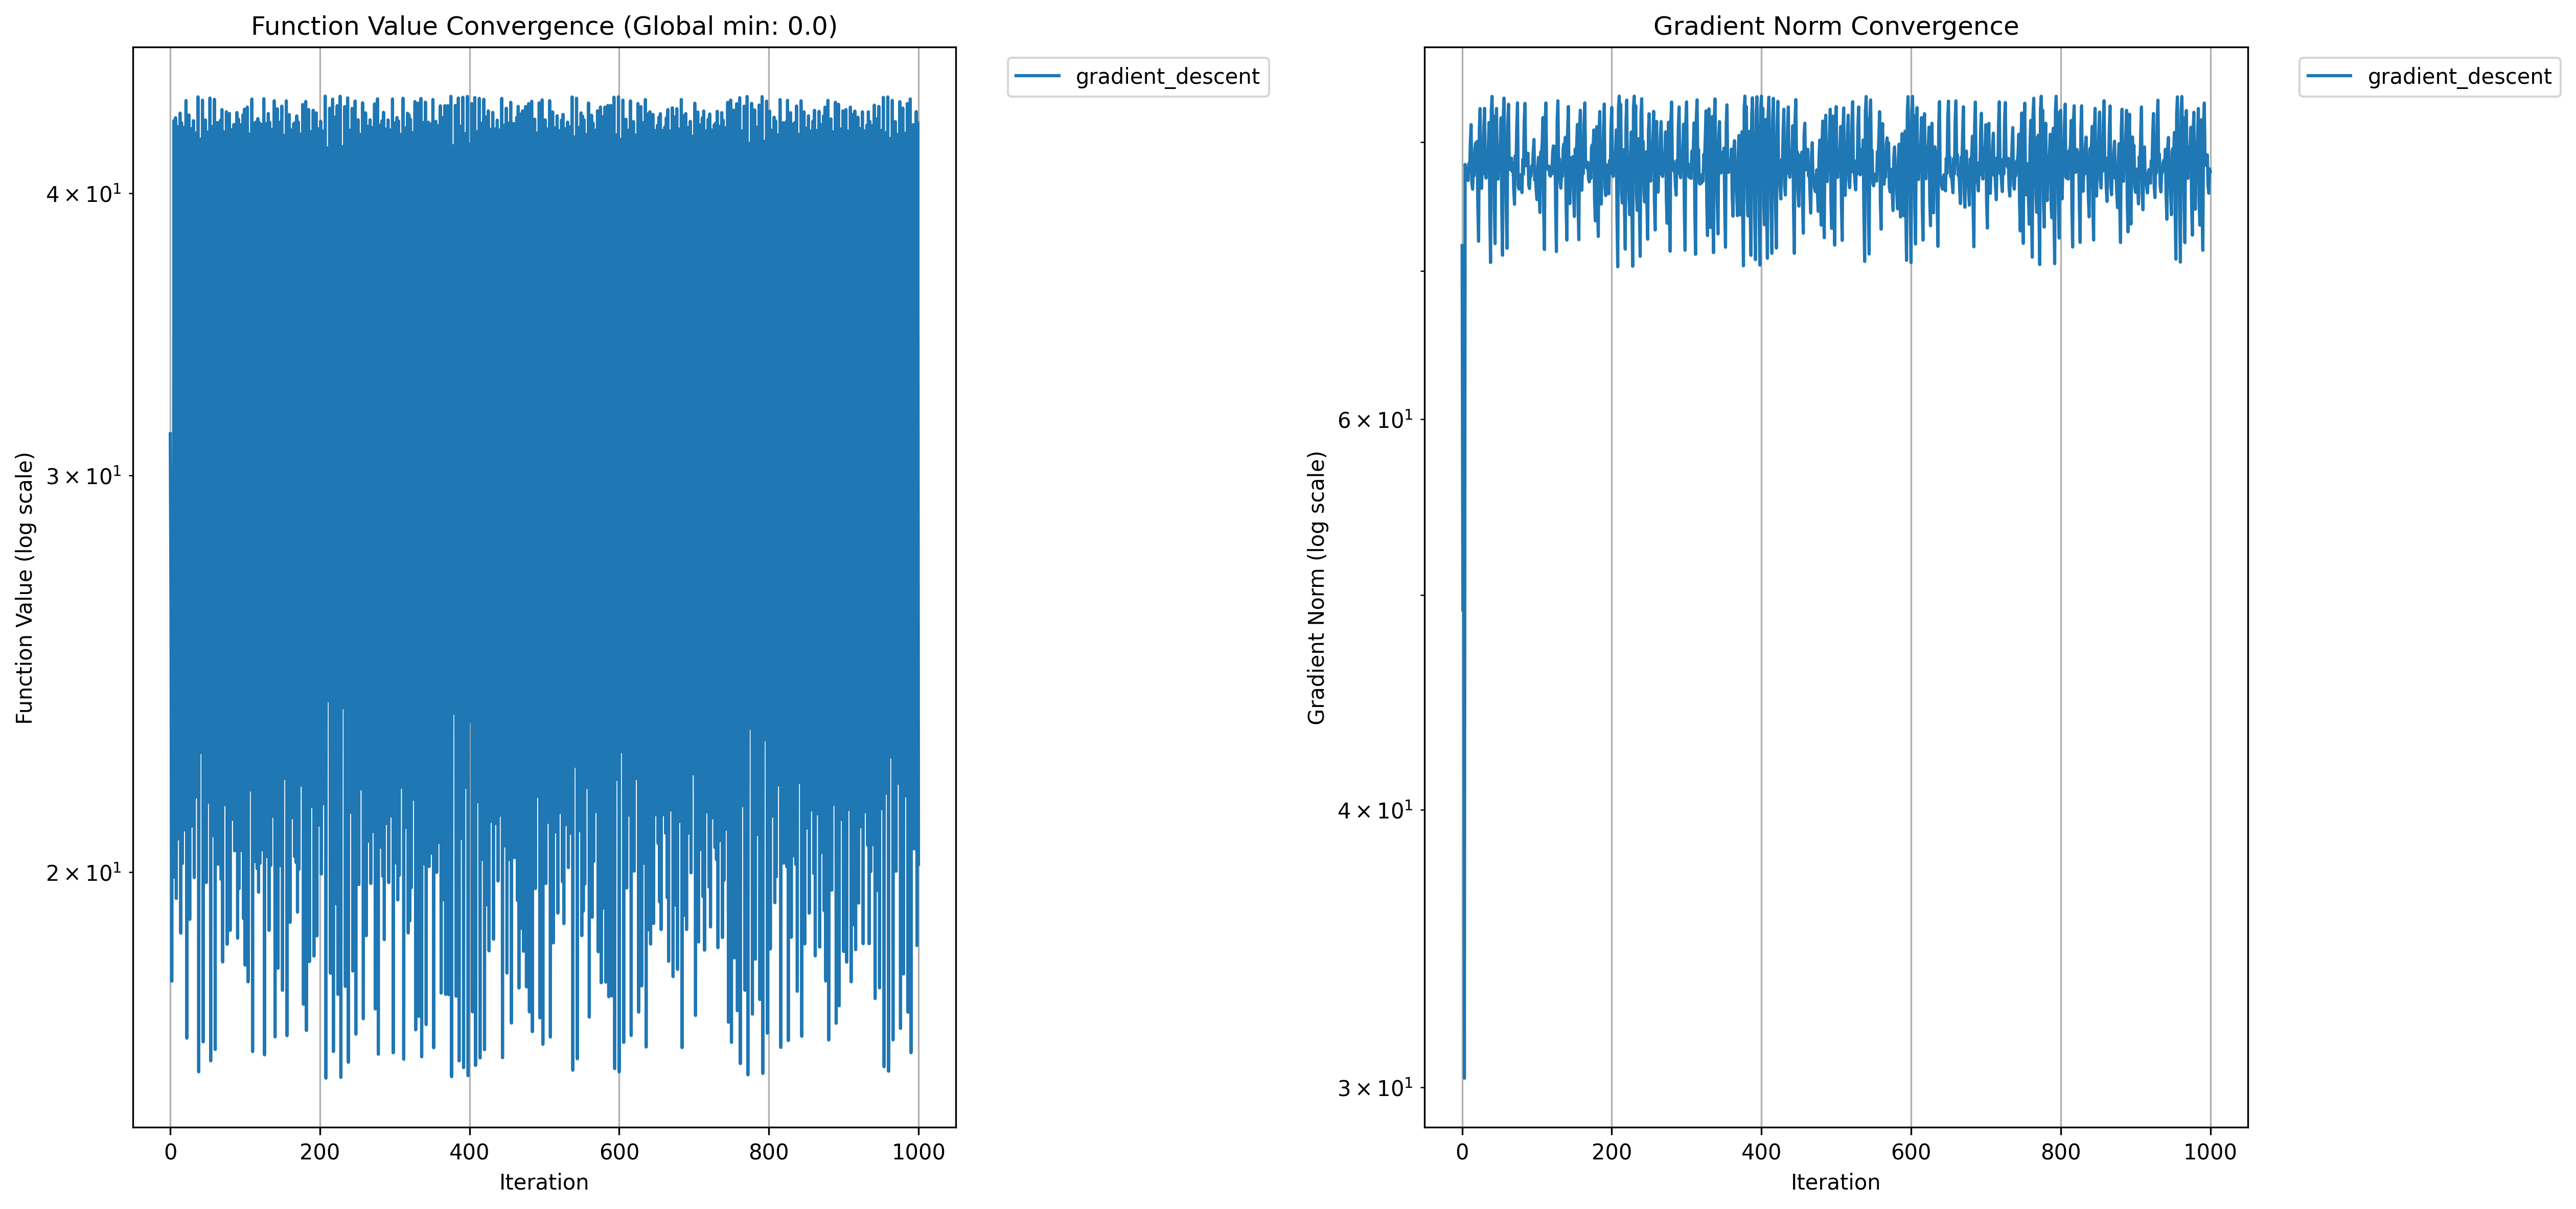 Function Value Convergence (Global min: 0.0)
gradient_descent
4 × 10¹
3 × 10¹
2 × 10¹
Function Value (log scale)
0 200 400 600 800 1000
Iteration
Gradient Norm Convergence
gradient_descent
6 × 10¹
4 × 10¹
3 × 10¹
Gradient Norm (log scale)
0 200 400 600 800 1000
Iteration